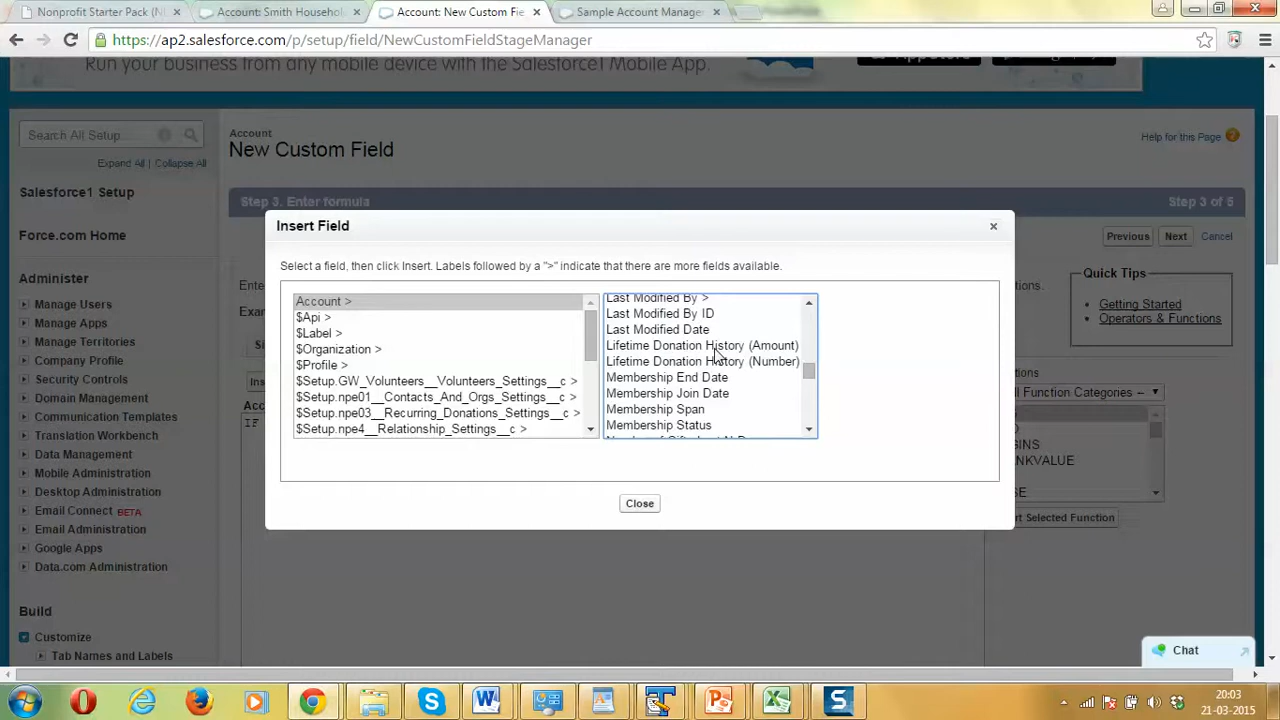 Nonprofit Starter Pack (N
Account: Smith Househol
Account: New Custom Fie
Sample Account Manage
https://ap2.salesforce.com/p/setup/field/NewCustomFieldStageManager
Run your business from any mobile device with the Salesforce1 Mobile App.
Search All Setup...
Expand All | Collapse All
Salesforce1 Setup
Force.com Home
Administer
Manage Users
Manage Apps
Manage Territories
Company Profile
Domain Management
Communication Templates
Translation Workbench
Data Management
Mobile Administration
Desktop Administration
Email Connect BETA
Email Administration
Google Apps
Data.com Administration
Build
Customize
Tab Names and Labels
Account
New Custom Field
Help for this Page
Step 3. Enter formula
Step 3 of 5
Previous
Next
Cancel
Quick Tips
Getting Started
Operators & Functions
Insert Field
Select a field, then click Insert. Labels followed by a ">" indicate that there are more fields available.
Account >
$Api >
$Label >
$Organization >
$Profile >
$Setup.GW_Volunteers__Volunteers_Settings__c >
$Setup.npe01__Contacts_And_Orgs_Settings__c >
$Setup.npe03__Recurring_Donations_Settings__c >
$Setup.npe4__Relationship_Settings__c >
Last Modified By >
Last Modified By ID
Last Modified Date
Lifetime Donation History (Amount)
Lifetime Donation History (Number)
Membership End Date
Membership Join Date
Membership Span
Membership Status
Close
IF
Function Categories --
Selected Function
Chat
20:03
21-03-2015